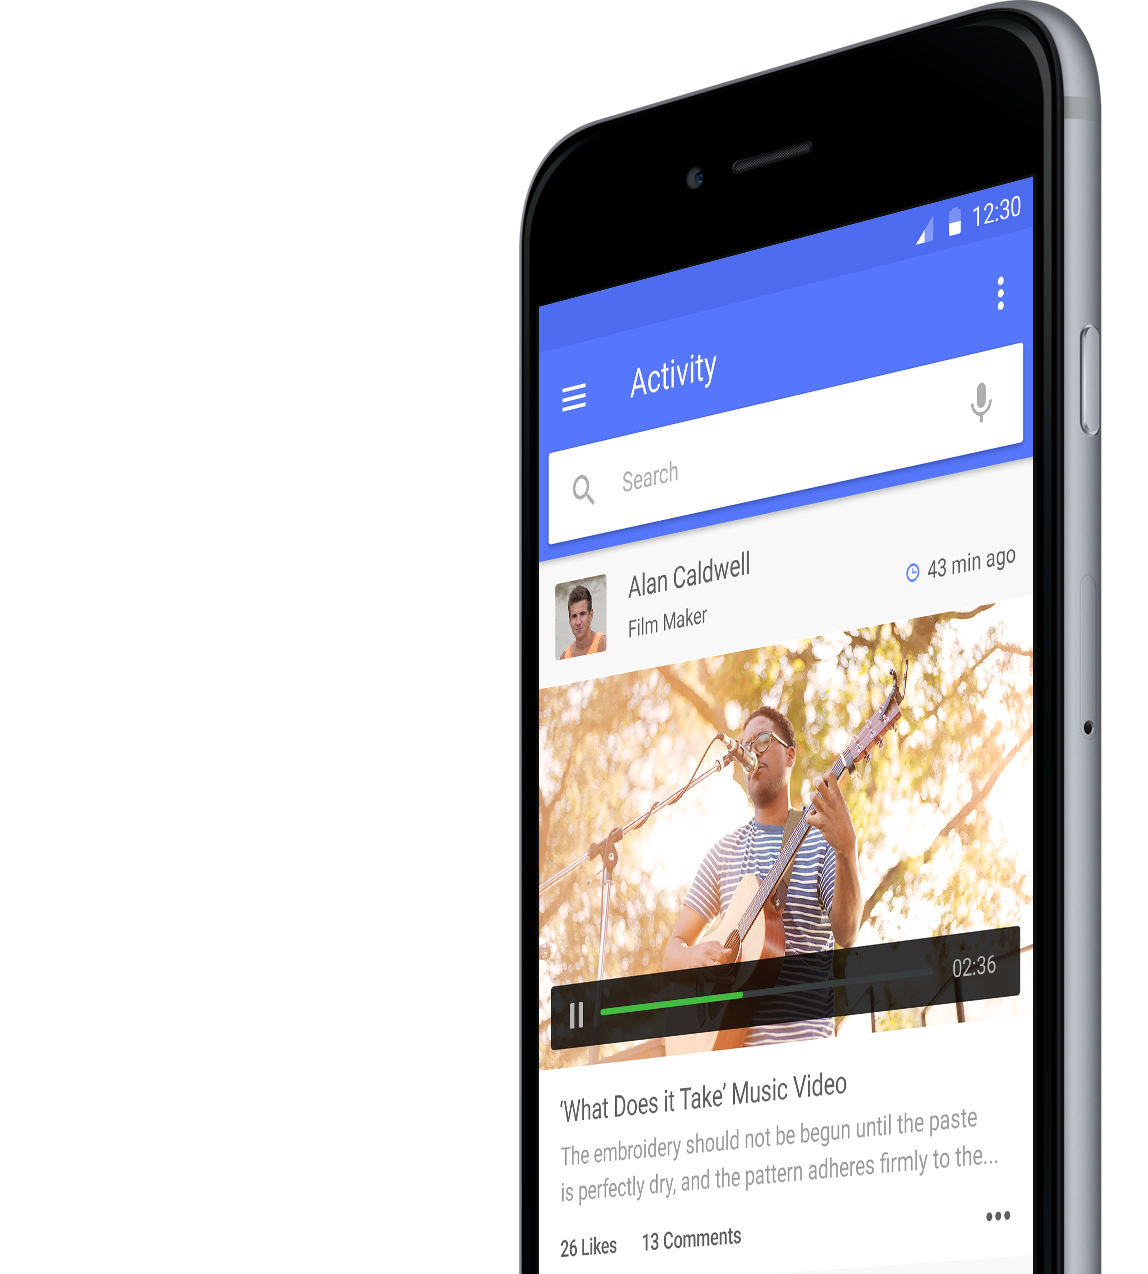 12:30
Activity
Search
Alan Caldwell
43 min ago
Film Maker
02:36
‘What Does it Take’ Music Video
The embroidery should not be begun until the paste
is perfectly dry, and the pattern adheres firmly to the...
26 Likes 13 Comments